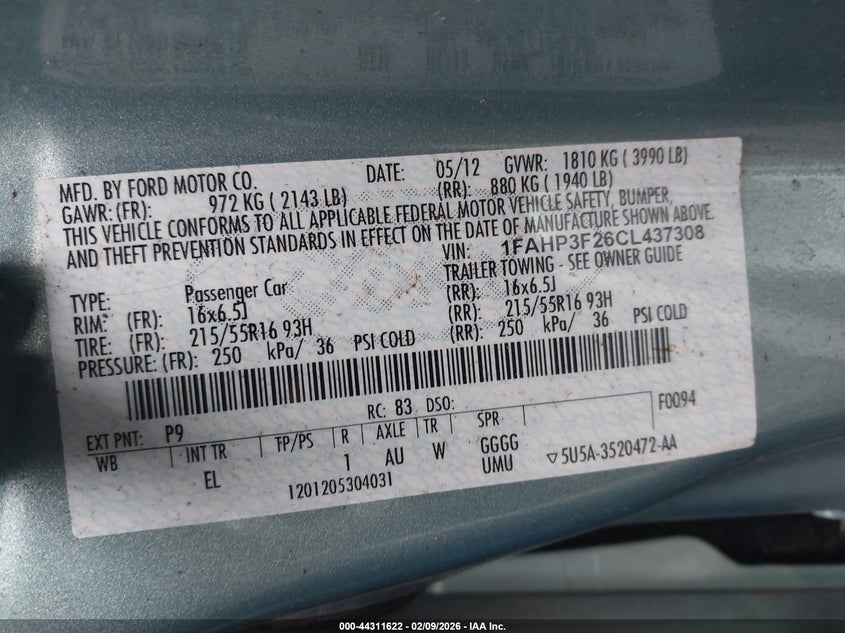 MFD. BY FORD MOTOR CO. DATE: 05/12 GVWR: 1810 KG ( 3990 LB)
GAWR: (FR): 972 KG ( 2143 LB) (RR): 880 KG ( 1940 LB)
THIS VEHICLE CONFORMS TO ALL APPLICABLE FEDERAL MOTOR VEHICLE SAFETY, BUMPER,
AND THEFT PREVENTION STANDARDS IN EFFECT ON THE DATE OF MANUFACTURE SHOWN ABOVE.
VIN: 1FAHP3F26CL437308
TYPE: Passenger Car TRAILER TOWING - SEE OWNER GUIDE
RIM: (FR): 16x6.5J (RR): 16x6.5J
TIRE: (FR): 215/55R16 93H (RR): 215/55R16 93H
PRESSURE: (FR): 250 kPa/ 36 PSI COLD (RR): 250 kPa/ 36 PSI COLD
RC: 83 DSO: F0094
EXT PNT: P9
WB INT TR TP/PS R AXLE TR SPR
EL 1 AU W GGGG
UMU 5U5A-3520472-AA
1201205304031
000-44311622 | 02/09/2026 - IAA Inc.